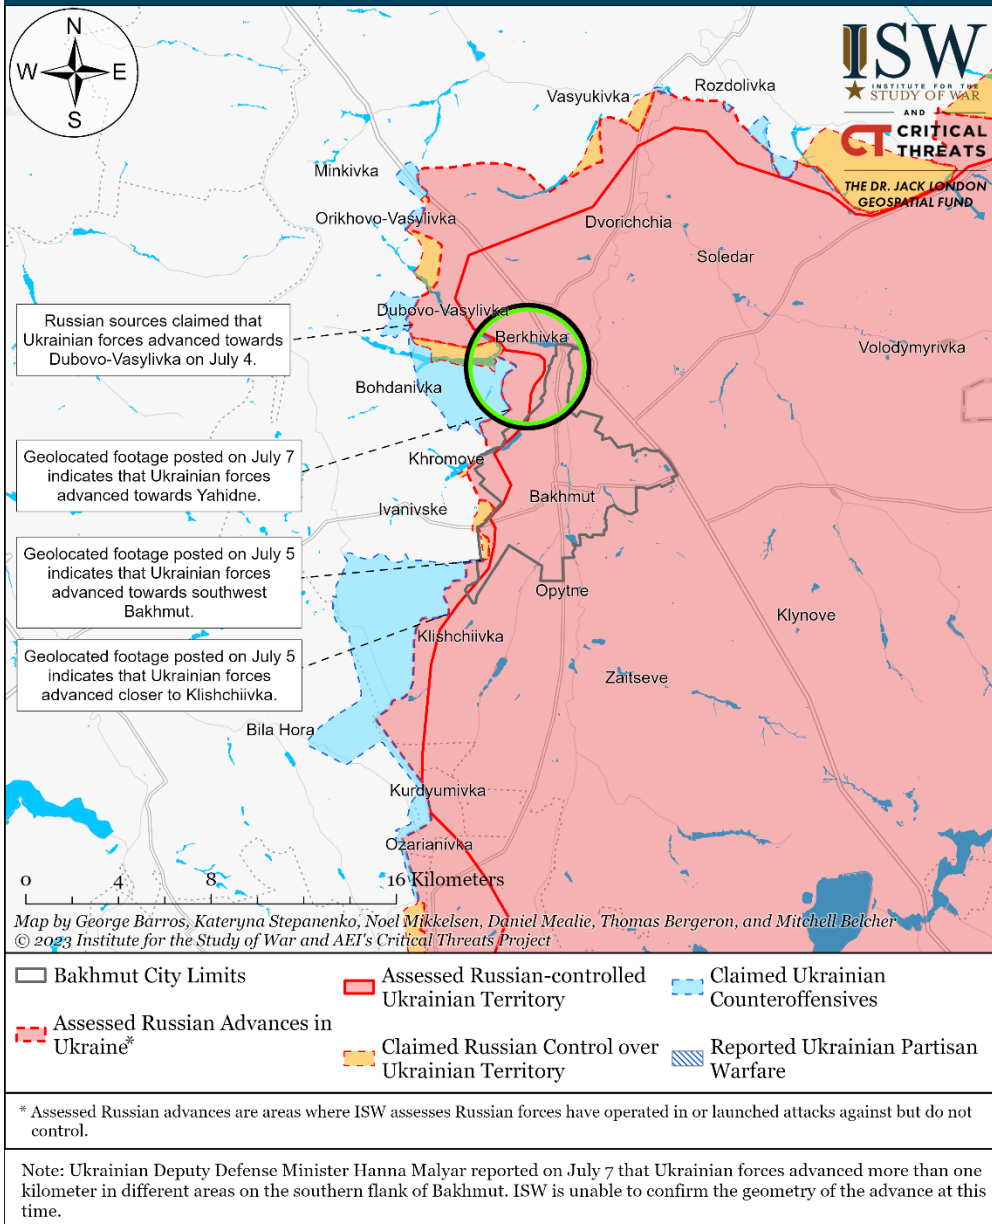 N
W E
S
ISW
INSTITUTE FOR THE
STUDY OF WAR
AND
CT CRITICAL
THREATS
THE DR. JACK LONDON
GEOSPATIAL FUND
Rozdolivka
Vasyukivka
Minkivka
Orikhovo-Vasylivka
Dvorichchia
Soledar
Dubovo-Vasylivka
Berkhivka
Volodymyrivka
Russian sources claimed that
Ukrainian forces advanced towards
Dubovo-Vasylivka on July 4.
Bohdanivka
Khromove
Geolocated footage posted on July 7
indicates that Ukrainian forces
advanced towards Yahidne.
Bakhmut
Ivanivske
Geolocated footage posted on July 5
indicates that Ukrainian forces
advanced towards southwest
Bakhmut.
Opytne
Klynove
Klishchiivka
Geolocated footage posted on July 5
indicates that Ukrainian forces
advanced closer to Klishchiivka.
Zaitseve
Bila Hora
Kurdyumivka
Ozarianivka
0 4 8 16 Kilometers
Map by George Barros, Kateryna Stepanenko, Noel Mikkelsen, Daniel Mealie, Thomas Bergeron, and Mitchell Belcher
© 2023 Institute for the Study of War and AEI's Critical Threats Project
Bakhmut City Limits
Assessed Russian Advances in
Ukraine*
Assessed Russian-controlled
Ukrainian Territory
Claimed Russian Control over
Ukrainian Territory
Claimed Ukrainian
Counteroffensives
Reported Ukrainian Partisan
Warfare
* Assessed Russian advances are areas where ISW assesses Russian forces have operated in or launched attacks against but do not
control.
Note: Ukrainian Deputy Defense Minister Hanna Malyar reported on July 7 that Ukrainian forces advanced more than one
kilometer in different areas on the southern flank of Bakhmut. ISW is unable to confirm the geometry of the advance at this
time.